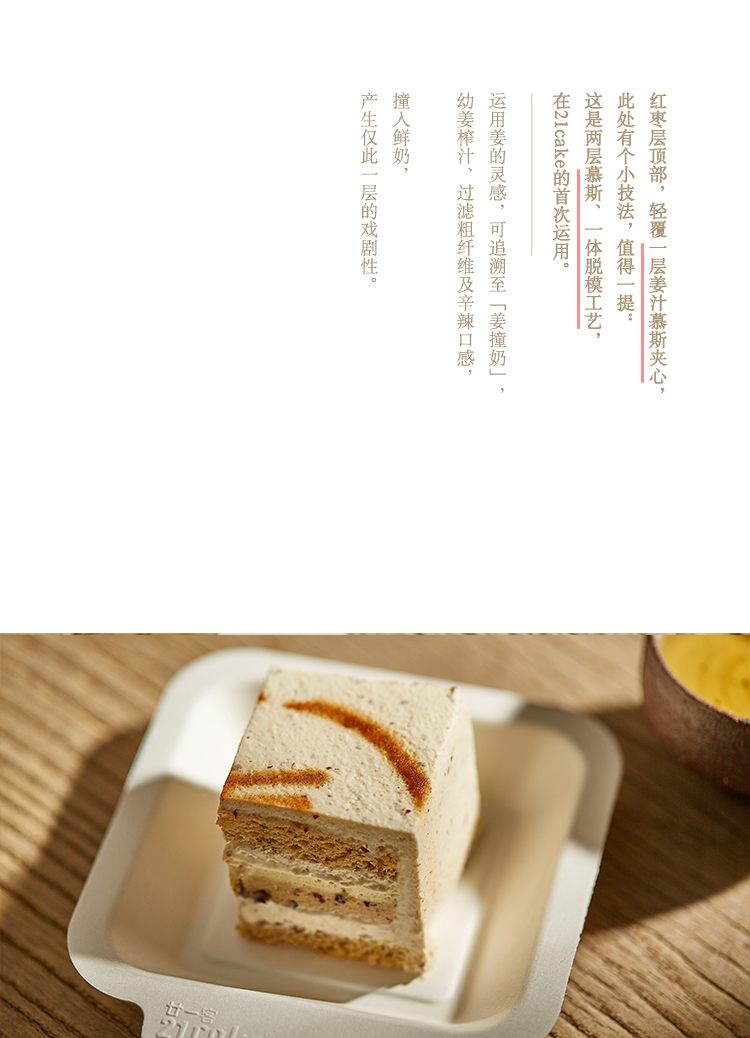 红枣层顶部，轻覆一层姜汁慕斯夹心，
此处有个小技法，值得一提：
这是两层慕斯、一体脱模工艺，
在21cake的首次运用。
运用姜的灵感，可追溯至「姜撞奶」，
幼姜榨汁、过滤粗纤维及辛辣口感，
撞入鲜奶，
产生仅此一层的戏剧性。
廿一客